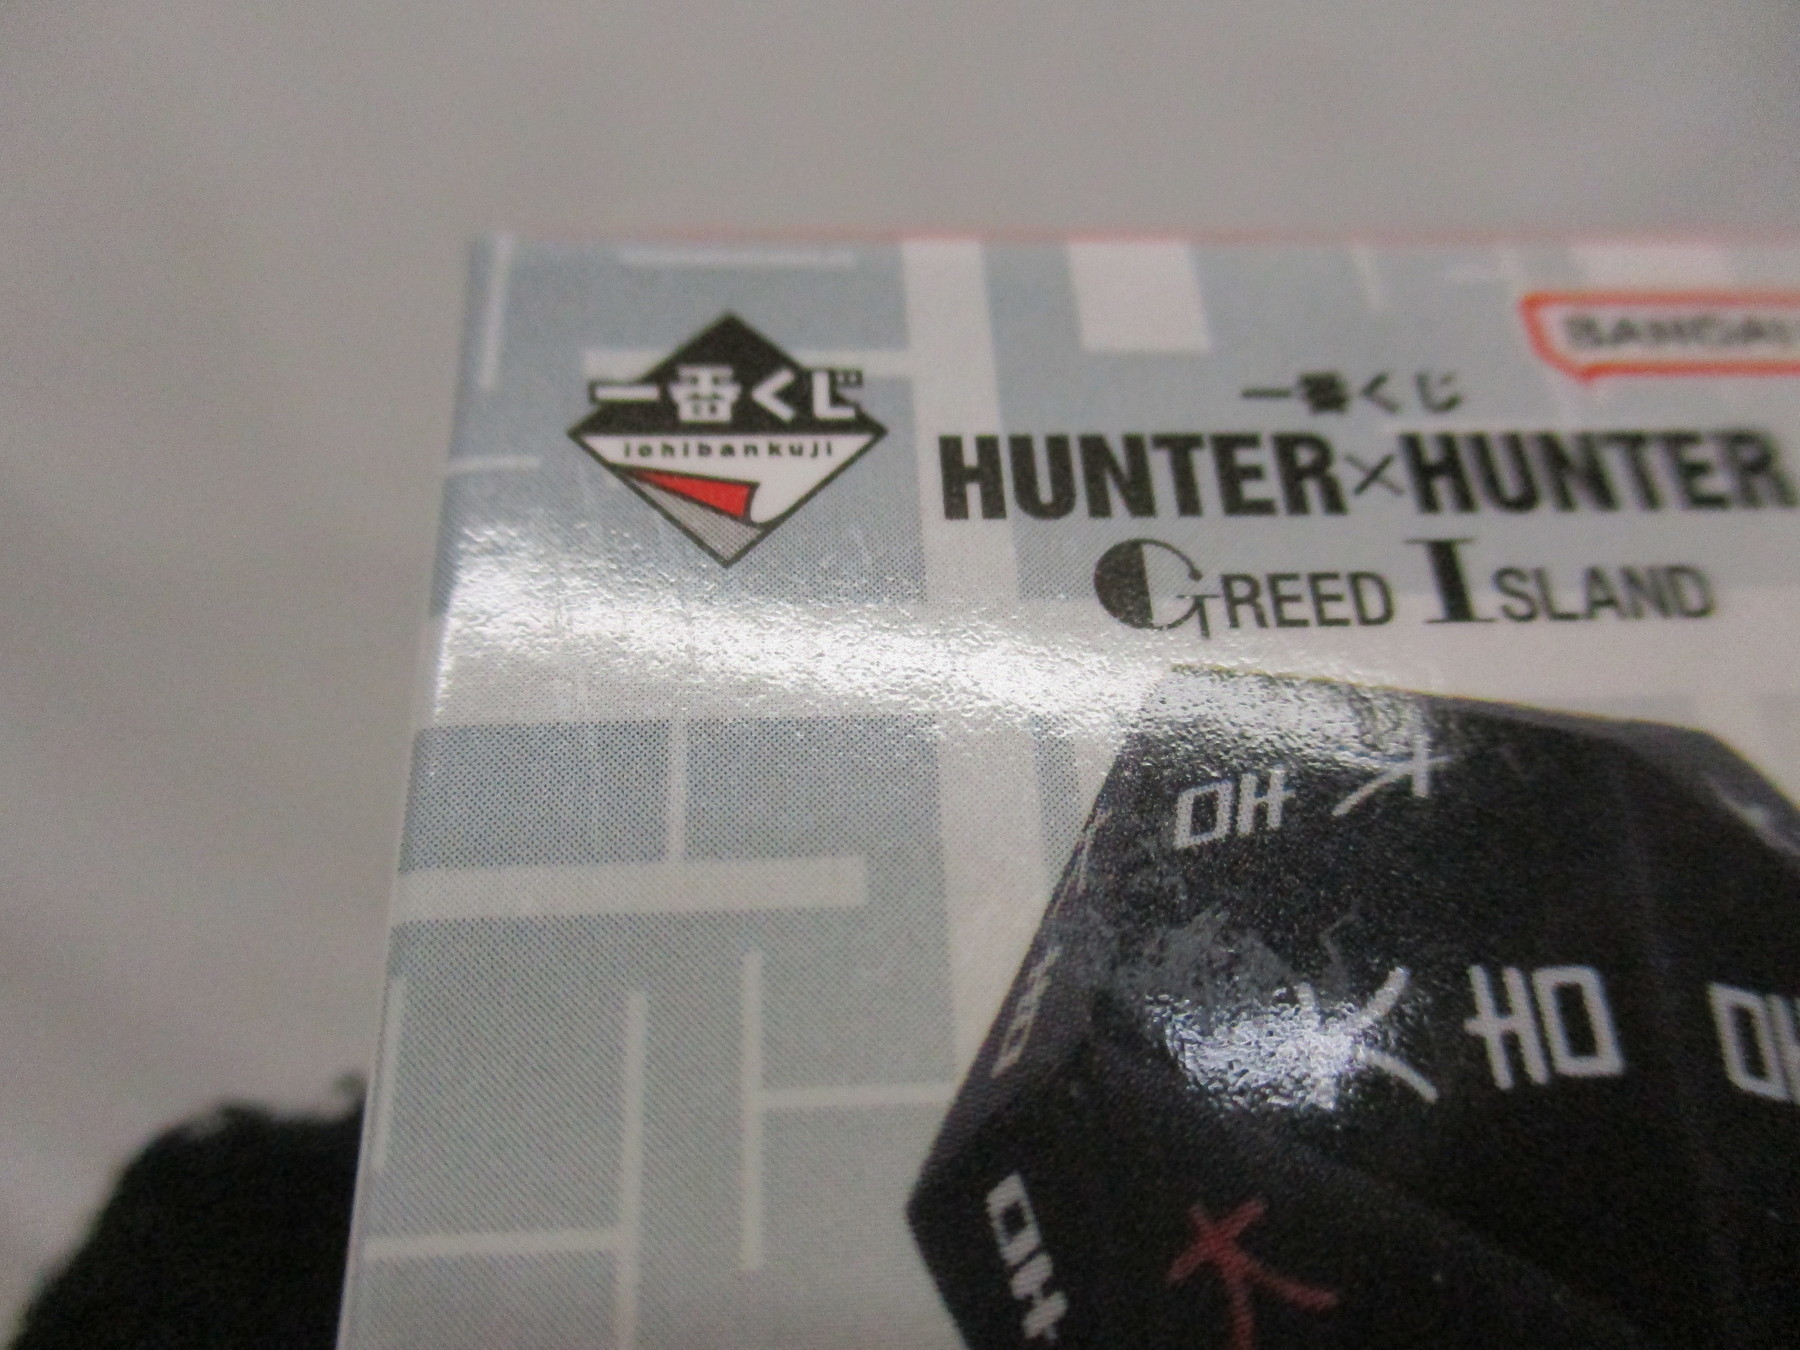 一番くじ
ichibankuji
BANDAI
一番くじ
HUNTER×HUNTER
GREED ISLAND